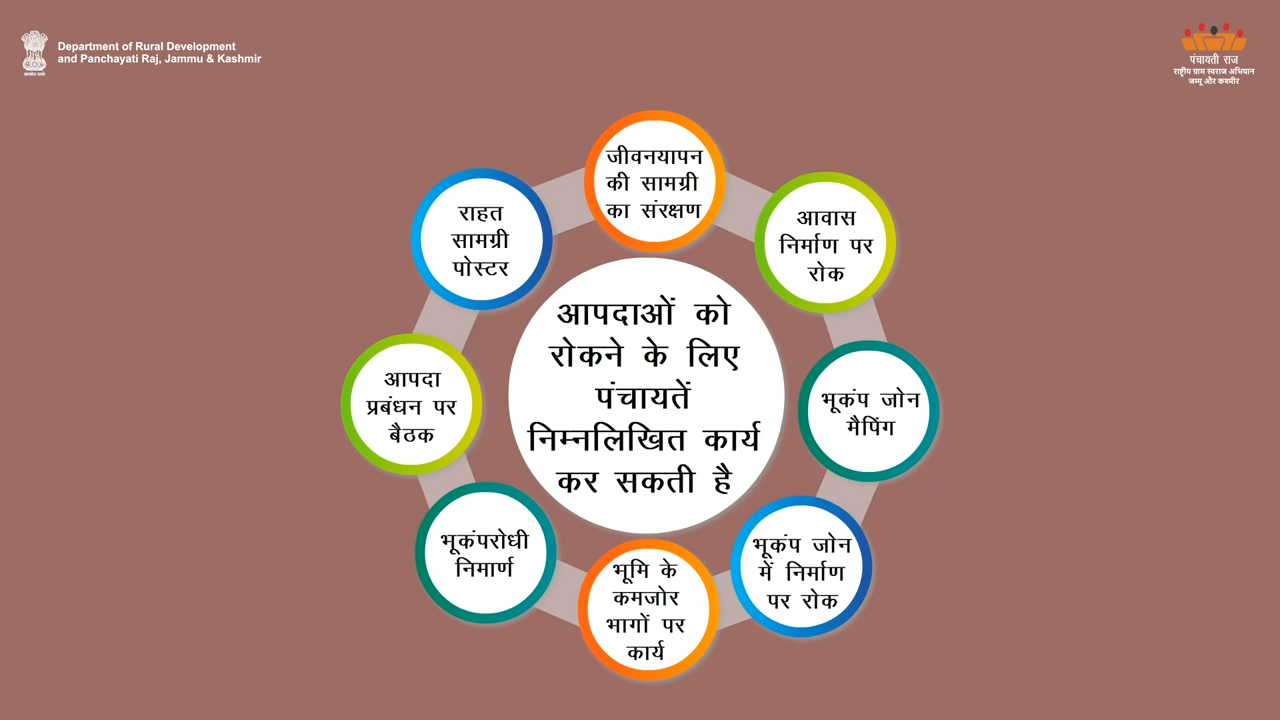 Department of Rural Development
and Panchayati Raj, Jammu & Kashmir
पंचायती राज
राष्ट्रीय ग्राम स्वराज अभियान
जम्मू और कश्मीर
आपदाओं को
रोकने के लिए
पंचायतें
निम्नलिखित कार्य
कर सकती है
जीवनयापन
की सामग्री
का संरक्षण
आवास
निर्माण पर
रोक
भूकंप जोन
मैपिंग
भूकंप जोन
में निर्माण
पर रोक
भूमि के
कमजोर
भागों पर
कार्य
भूकंपरोधी
निमार्ण
आपदा
प्रबंधन पर
बैठक
राहत
सामग्री
पोस्टर